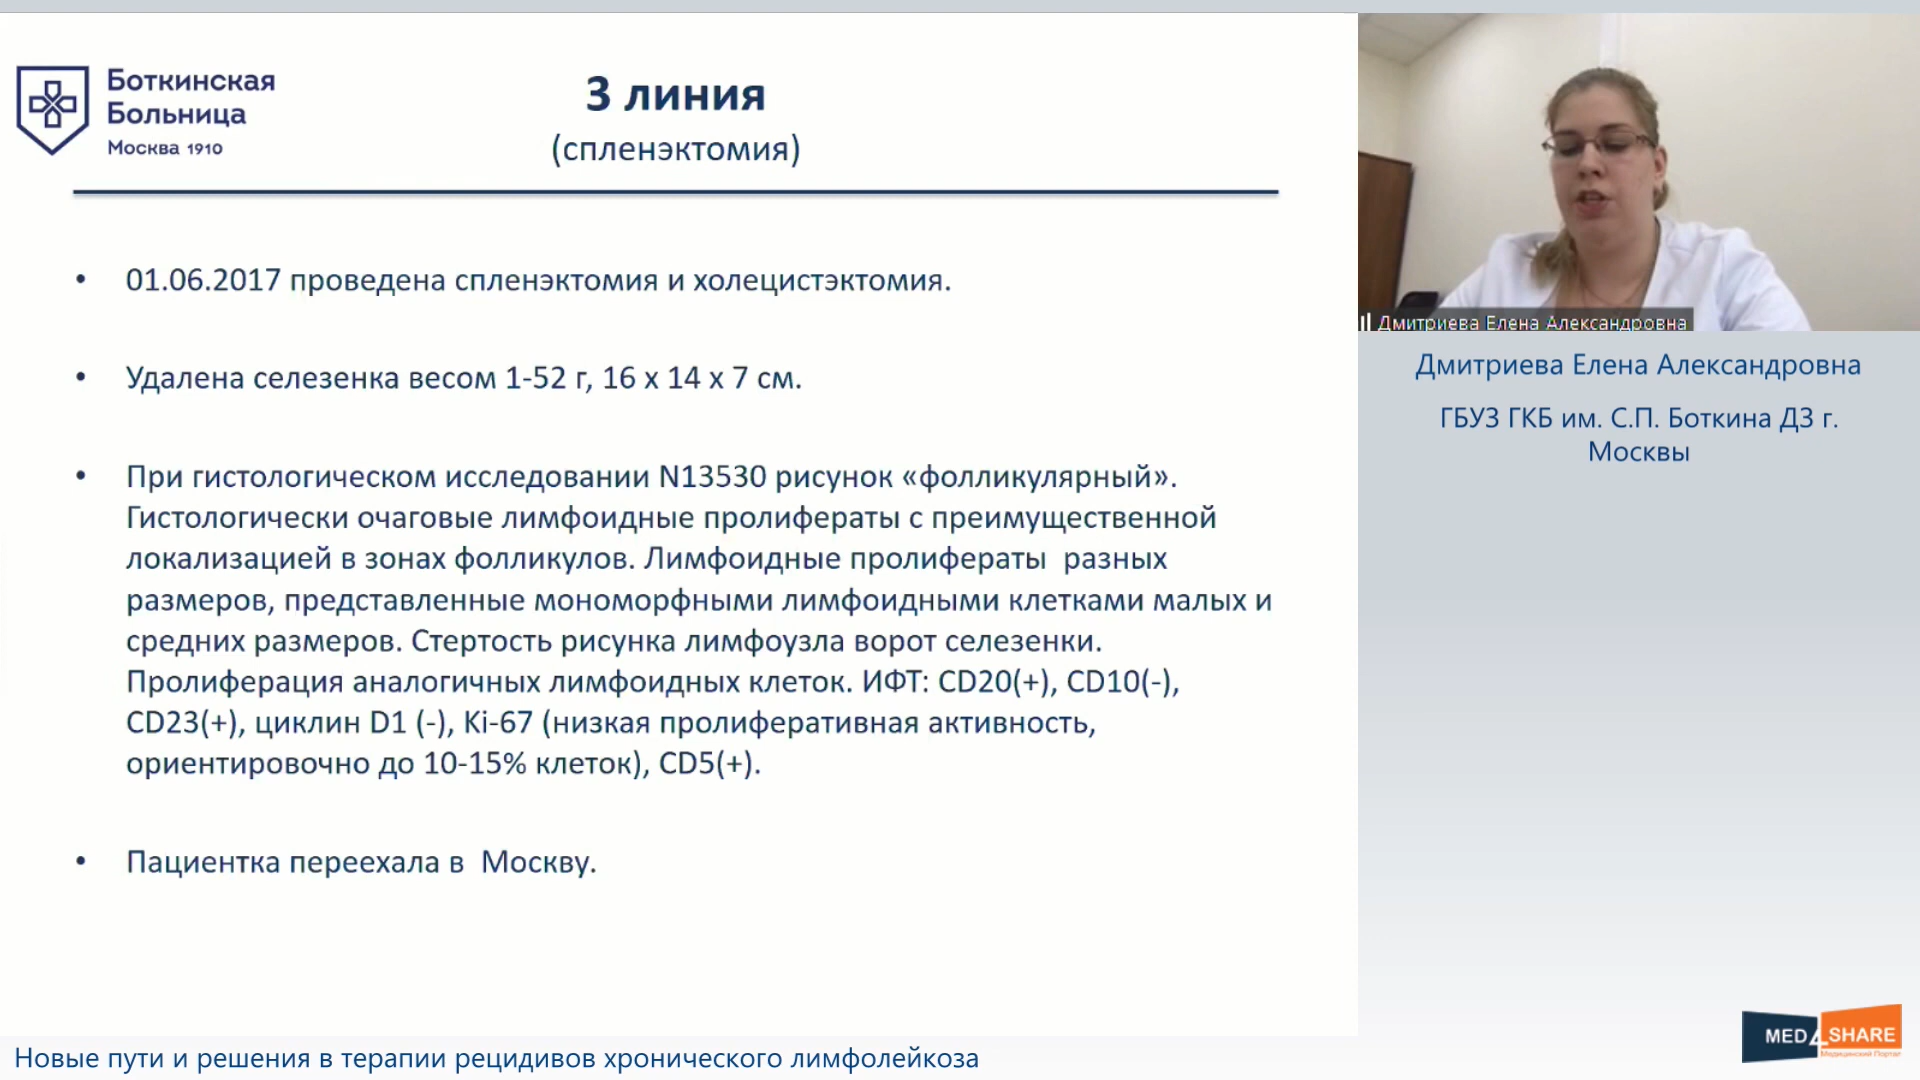 Боткинская
Больница
Москва 1910
3 линия
(спленэктомия)
• 01.06.2017 проведена спленэктомия и холецистэктомия.
• Удалена селезенка весом 1-52 г, 16 х 14 х 7 см.
• При гистологическом исследовании N13530 рисунок «фолликулярный».
Гистологически очаговые лимфоидные пролифераты с преимущественной
локализацией в зонах фолликулов. Лимфоидные пролифераты разных
размеров, представленные мономорфными лимфоидными клетками малых и
средних размеров. Стертость рисунка лимфоузла ворот селезенки.
Пролиферация аналогичных лимфоидных клеток. ИФТ: CD20(+), CD10(-),
CD23(+), циклин D1 (-), Ki-67 (низкая пролиферативная активность,
ориентировочно до 10-15% клеток), CD5(+).
• Пациентка переехала в Москву.
Дмитриева Елена Александровна
Дмитриева Елена Александровна
ГБУЗ ГКБ им. С.П. Боткина ДЗ г.
Москвы
MED4SHARE
Медицинский Портал
Новые пути и решения в терапии рецидивов хронического лимфолейкоза